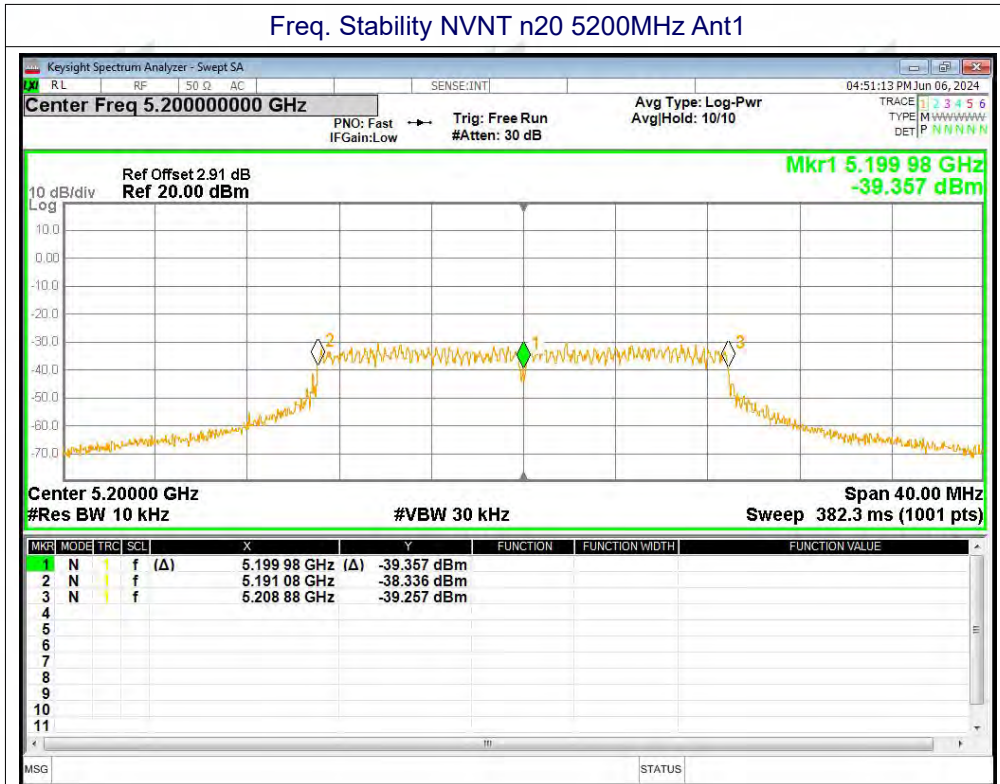 Freq. Stability NVNT n20 5200MHz Ant1
Keysight Spectrum Analyzer - Swept SA
LXI RL RF 50 Ω AC SENSE:INT 04:51:13 PM Jun 06, 2024
Center Freq 5.200000000 GHz
PNO: Fast
IFGain:Low
Trig: Free Run
#Atten: 30 dB
Avg Type: Log-Pwr
Avg|Hold: 10/10
TRACE 1 2 3 4 5 6
TYPE M WWWWW
DET P N N N N N
Mkr1 5.199 98 GHz
-39.357 dBm
Ref Offset 2.91 dB
10 dB/div Ref 20.00 dBm
Log
10.0
0.00
-10.0
-20.0
-30.0
-40.0
-50.0
-60.0
-70.0
2 1 3
Center 5.20000 GHz Span 40.00 MHz
#Res BW 10 kHz #VBW 30 kHz Sweep 382.3 ms (1001 pts)
MKR MODE TRC SCL X Y FUNCTION FUNCTION WIDTH FUNCTION VALUE
1 N 1 f (Δ) 5.199 98 GHz (Δ) -39.357 dBm
2 N 1 f 5.191 08 GHz -38.336 dBm
3 N 1 f 5.208 88 GHz -39.257 dBm
4
5
6
7
8
9
10
11
MSG STATUS